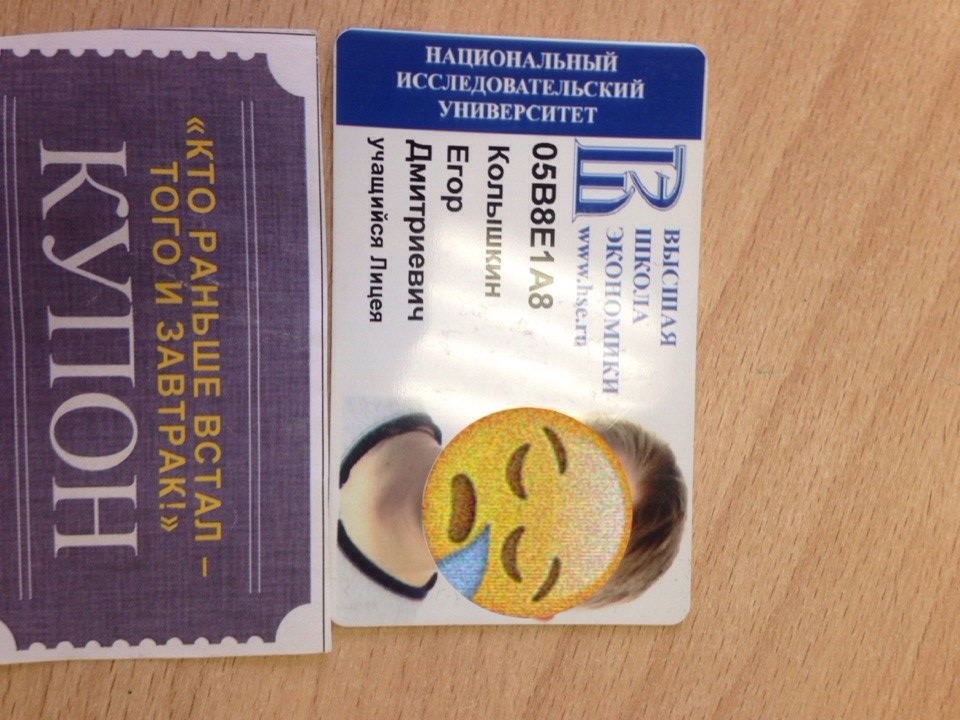 «КТО РАНЬШЕ ВСТАЛ –
ТОГО И ЗАВТРАК!»
КУПОН
НАЦИОНАЛЬНЫЙ
ИССЛЕДОВАТЕЛЬСКИЙ
УНИВЕРСИТЕТ
ВЫСШАЯ
ШКОЛА
ЭКОНОМИКИ
www.hse.ru
05B8E1A8
Колышкин
Егор
Дмитриевич
учащийся Лицея